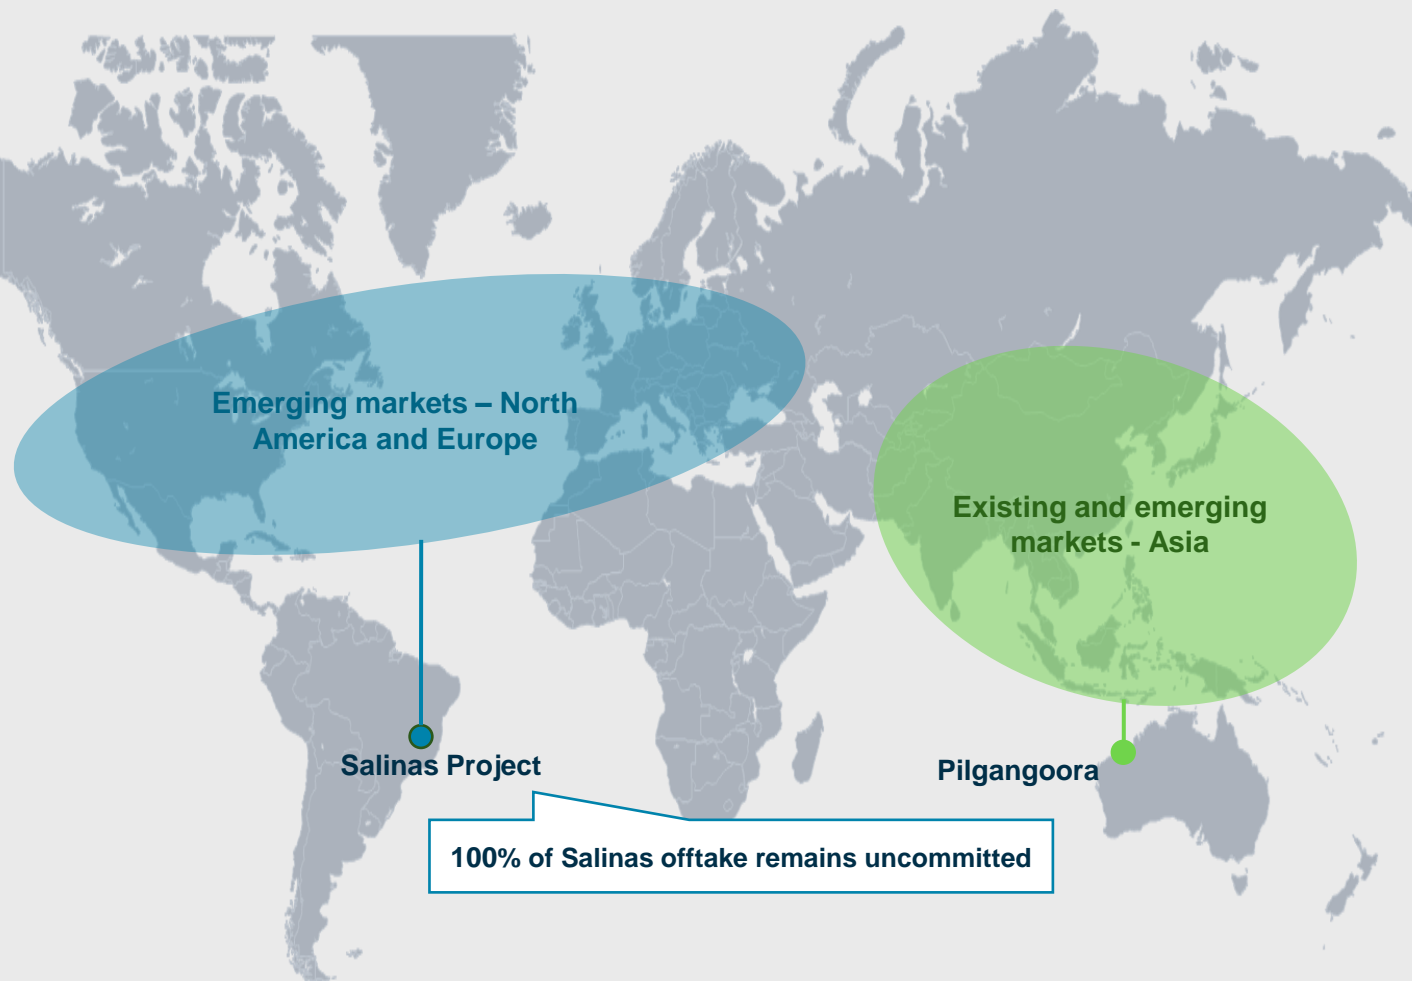 Emerging markets – North
America and Europe
Existing and emerging
markets - Asia
Salinas Project
Pilgangoora
100% of Salinas offtake remains uncommitted